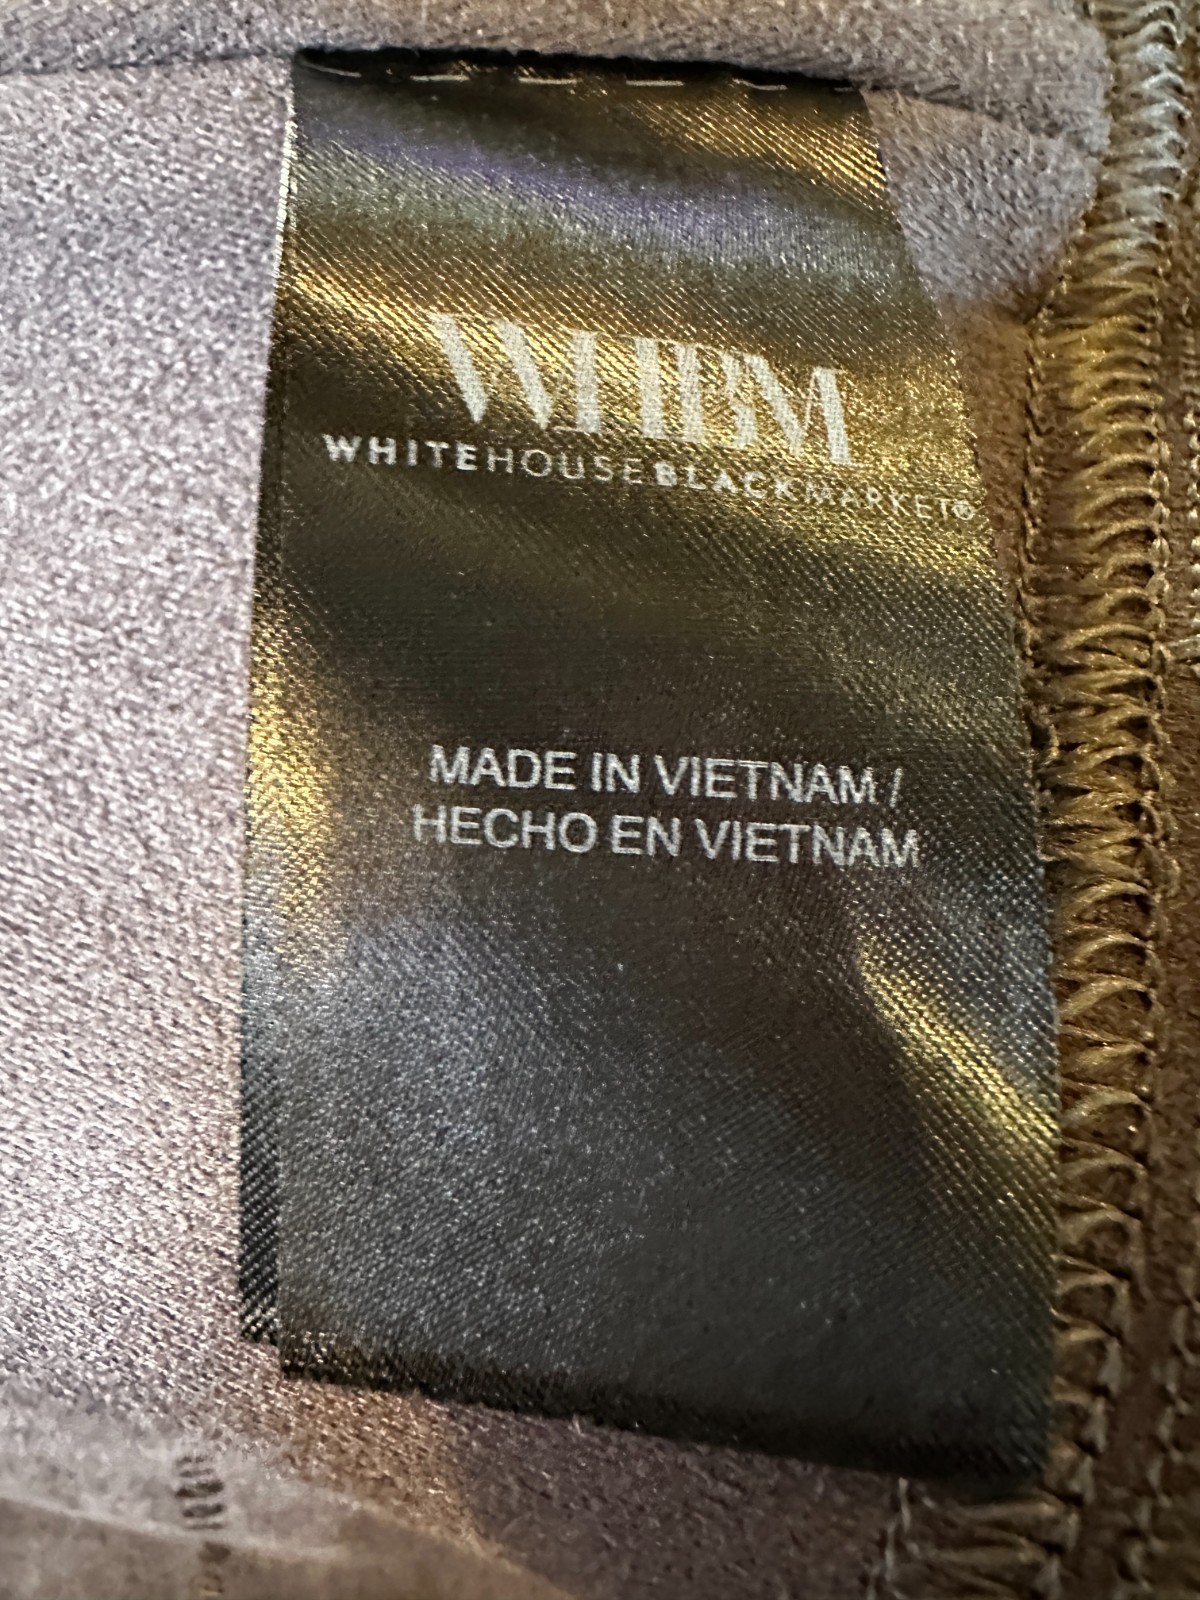 WHBM
WHITEHOUSEBLACKMARKET®
MADE IN VIETNAM /
HECHO EN VIETNAM